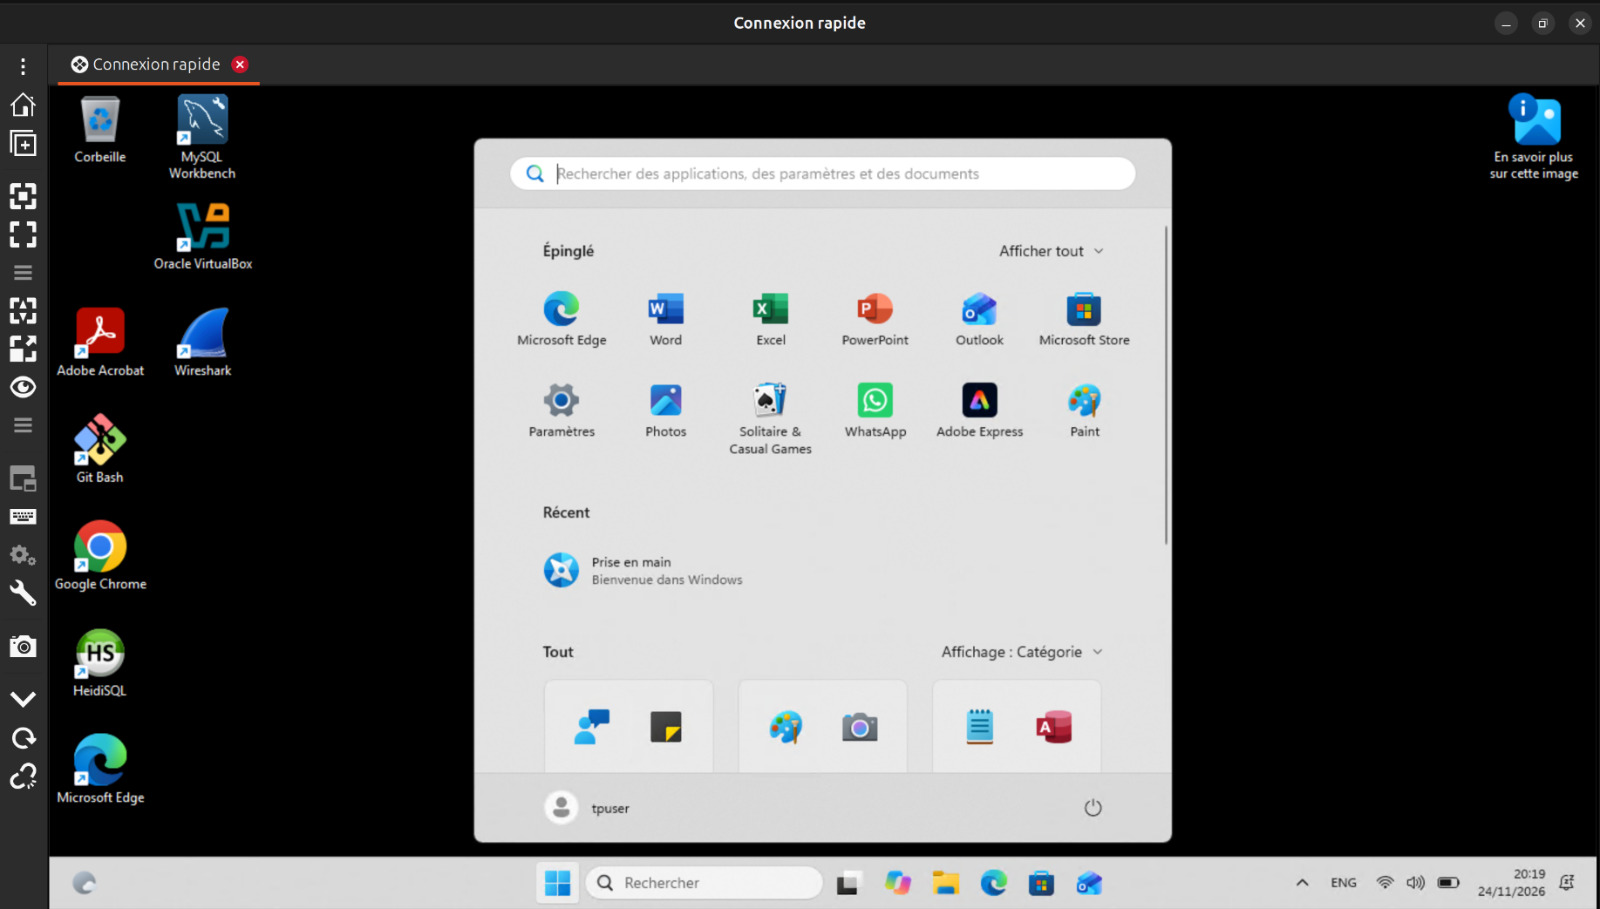 Connexion rapide
Connexion rapide
Corbeille
MySQL
Workbench
Oracle VirtualBox
Adobe Acrobat
Wireshark
Git Bash
Google Chrome
HS
HeidiSQL
Microsoft Edge
En savoir plus
sur cette image
Rechercher des applications, des paramètres et des documents
Épinglé
Afficher tout
Microsoft Edge
Word
Excel
PowerPoint
Outlook
Microsoft Store
Paramètres
Photos
Solitaire &
Casual Games
WhatsApp
Adobe Express
Paint
Récent
Prise en main
Bienvenue dans Windows
Tout
Affichage : Catégorie
tpuser
Rechercher
ENG
20:19
24/11/2026